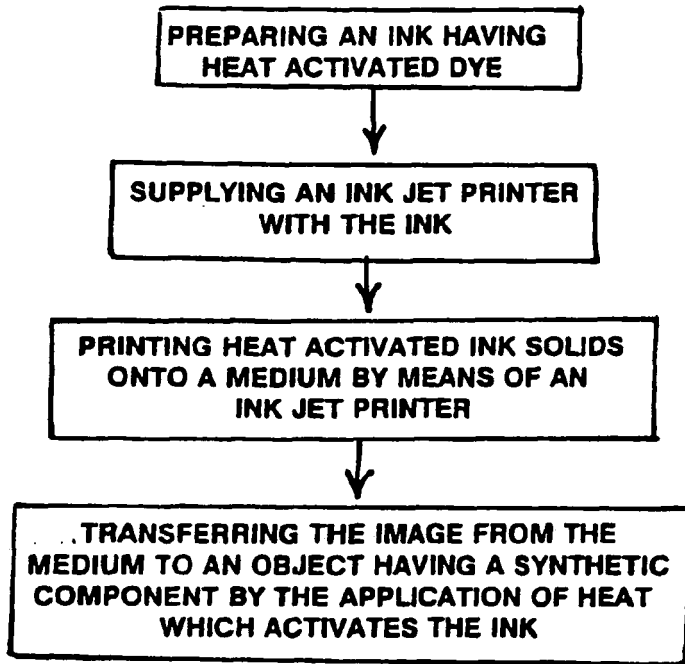 PREPARING AN INK HAVING
HEAT ACTIVATED DYE
SUPPLYING AN INK JET PRINTER
WITH THE INK
PRINTING HEAT ACTIVATED INK SOLIDS
ONTO A MEDIUM BY MEANS OF AN
INK JET PRINTER
TRANSFERRING THE IMAGE FROM THE
MEDIUM TO AN OBJECT HAVING A SYNTHETIC
COMPONENT BY THE APPLICATION OF HEAT
WHICH ACTIVATES THE INK